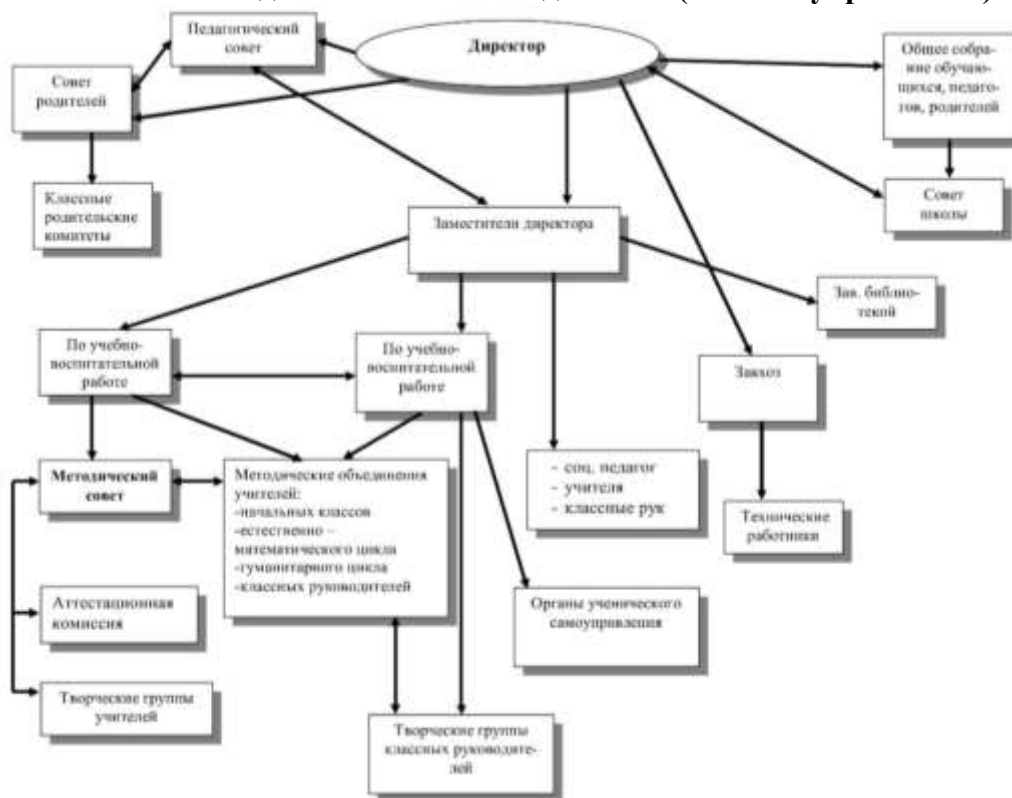 Педагогический
совет
Директор
Общее собра-
ние обучаю-
щихся, педаго-
гов, родителей
Совет
родителей
Классные
родительские
комитеты
Совет
школы
Заместители директора
Зав. библио-
текой
По учебно-
воспитательной
работе
По учебно-
воспитательной
работе
Завхоз
Методический
совет
Методические объединения
учителей:
-начальных классов
-естественно –
математического цикла
-гуманитарного цикла
-классных руководителей
- соц. педагог
- учителя
- классные рук
Технические
работники
Аттестационная
комиссия
Органы ученического
самоуправления
Творческие группы
учителей
Творческие группы
классных руководите-
лей